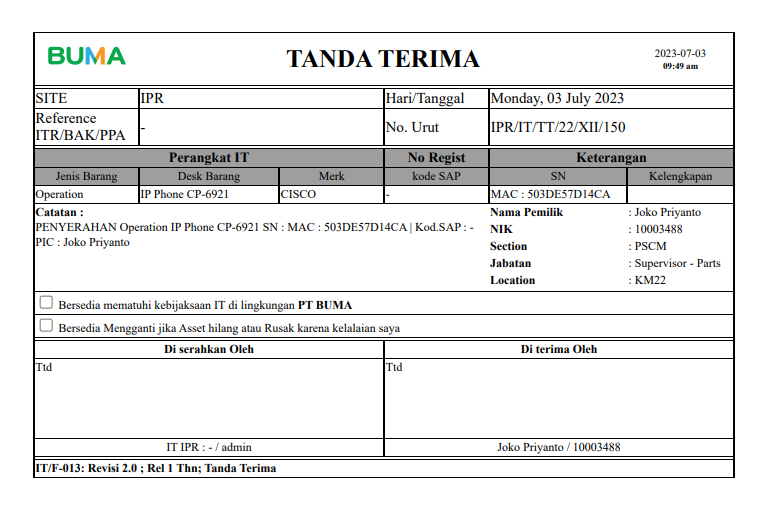 BUMA
TANDA TERIMA
2023-07-03
09:49 am
SITE IPR Hari/Tanggal Monday, 03 July 2023
Reference
ITR/BAK/PPA - No. Urut IPR/IT/TT/22/XII/150
Perangkat IT No Regist Keterangan
Jenis Barang Desk Barang Merk kode SAP SN Kelengkapan
Operation IP Phone CP-6921 CISCO - MAC : 503DE57D14CA
Catatan :
PENYERAHAN Operation IP Phone CP-6921 SN : MAC : 503DE57D14CA | Kod.SAP : -
PIC : Joko Priyanto
Nama Pemilik : Joko Priyanto
NIK : 10003488
Section : PSCM
Jabatan : Supervisor - Parts
Location : KM22
Bersedia mematuhi kebijaksaan IT di lingkungan PT BUMA
Bersedia Mengganti jika Asset hilang atau Rusak karena kelalaian saya
Di serahkan Oleh Di terima Oleh
Ttd Ttd
IT IPR : - / admin Joko Priyanto / 10003488
IT/F-013: Revisi 2.0 ; Rel 1 Thn; Tanda Terima